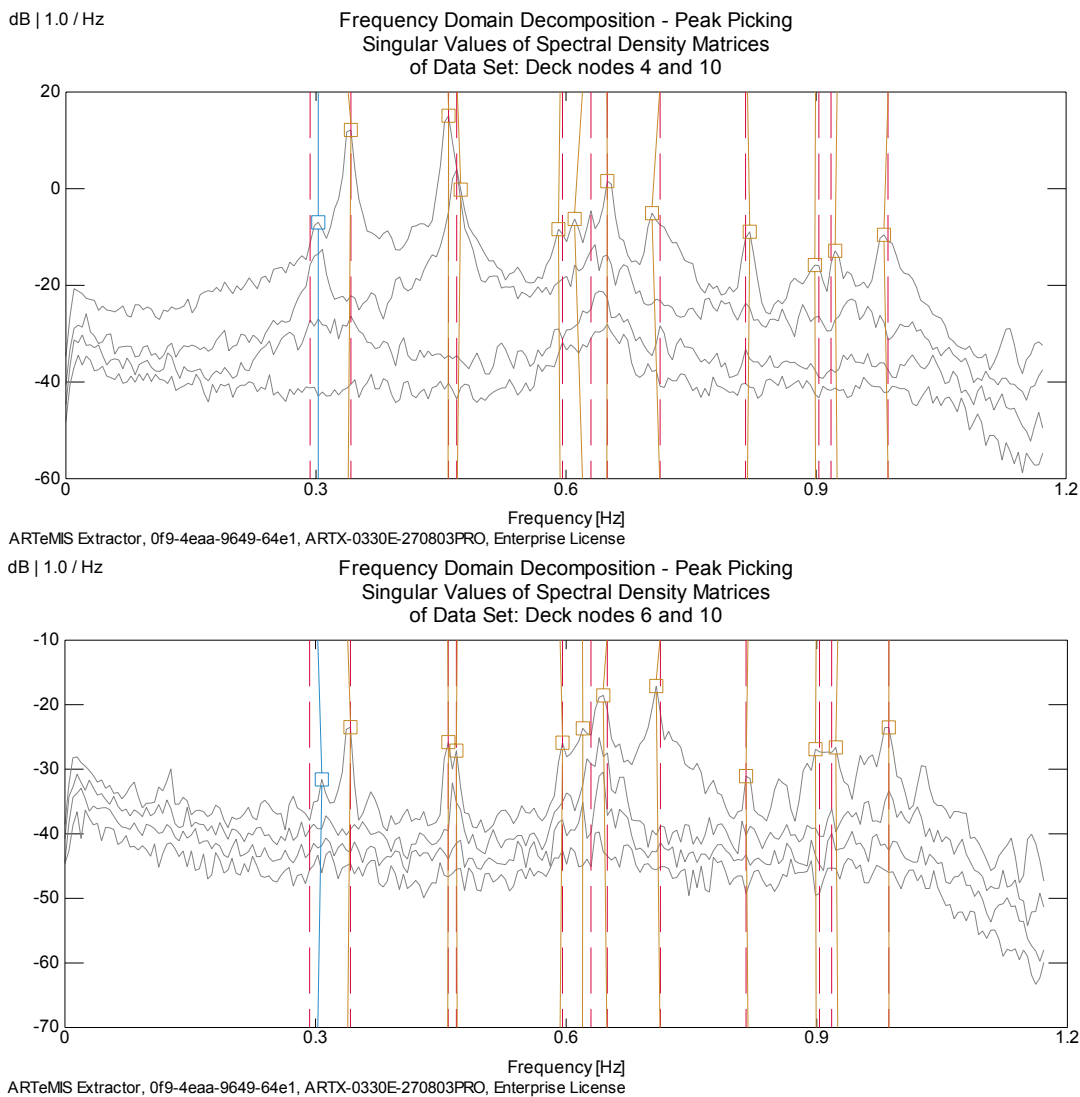 dB | 1.0 / Hz
Frequency Domain Decomposition - Peak Picking
Singular Values of Spectral Density Matrices
of Data Set: Deck nodes 4 and 10
20
0
-20
-40
-60
0 0.3 0.6 0.9 1.2
Frequency [Hz]
ARTeMIS Extractor, 0f9-4eaa-9649-64e1, ARTX-0330E-270803PRO, Enterprise License
dB | 1.0 / Hz
Frequency Domain Decomposition - Peak Picking
Singular Values of Spectral Density Matrices
of Data Set: Deck nodes 6 and 10
-10
-20
-30
-40
-50
-60
-70
0 0.3 0.6 0.9 1.2
Frequency [Hz]
ARTeMIS Extractor, 0f9-4eaa-9649-64e1, ARTX-0330E-270803PRO, Enterprise License